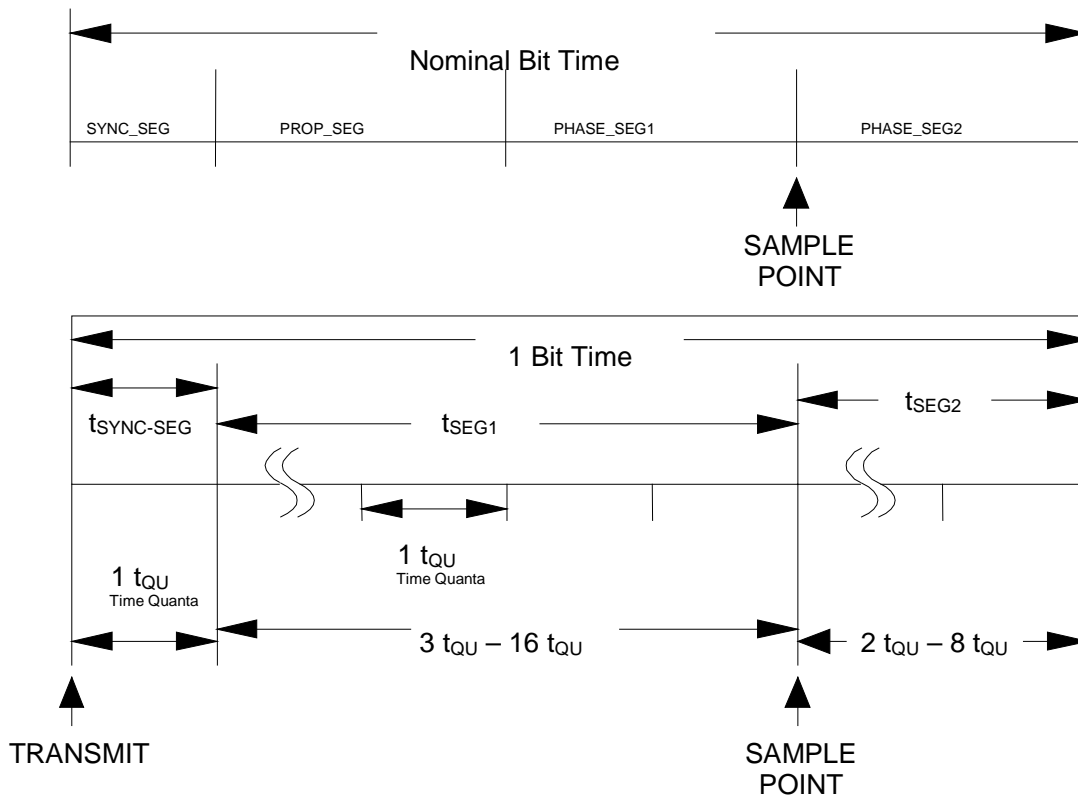 Nominal Bit Time
SYNC_SEG
PROP_SEG
PHASE_SEG1
PHASE_SEG2
SAMPLE
POINT
1 Bit Time
tSYNC-SEG
tSEG1
tSEG2
1 tQU
Time Quanta
1 tQU
Time Quanta
3 tQU – 16 tQU
2 tQU – 8 tQU
TRANSMIT
SAMPLE
POINT